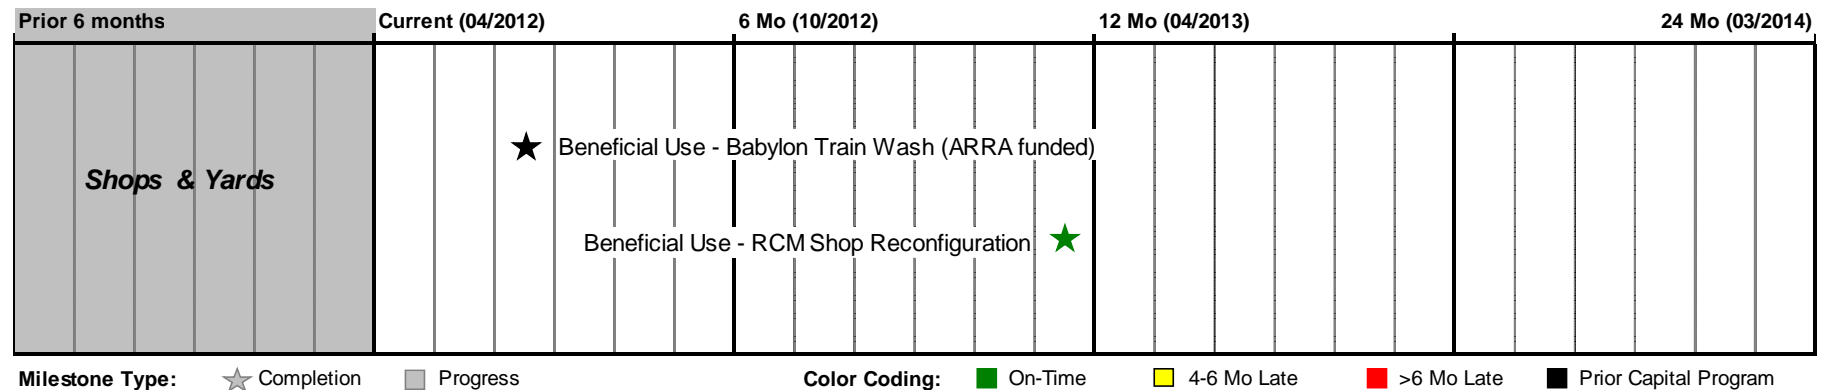 Prior 6 months Current (04/2012) 6 Mo (10/2012) 12 Mo (04/2013) 24 Mo (03/2014)
Beneficial Use - Babylon Train Wash (ARRA funded)
Shops & Yards
Beneficial Use - RCM Shop Reconfiguration
Milestone Type: Completion Progress Color Coding: On-Time 4-6 Mo Late >6 Mo Late Prior Capital Program